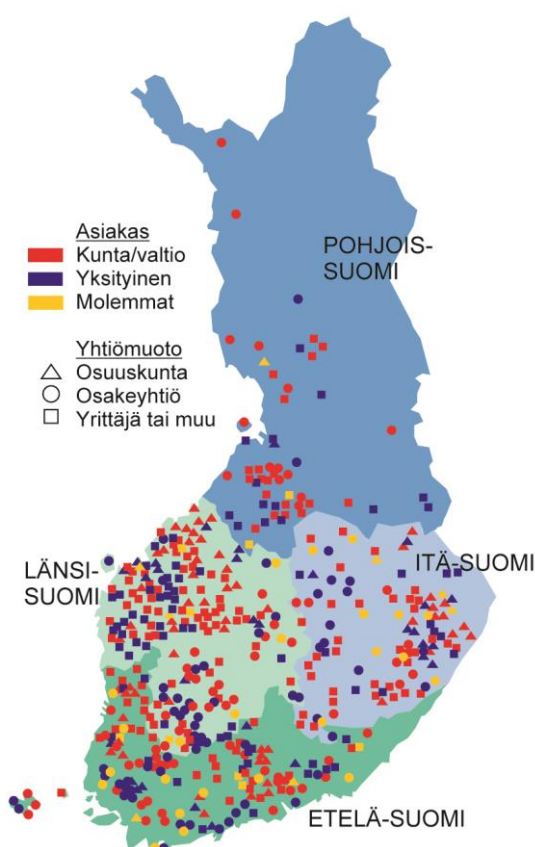 Asiakas
Kunta/valtio
Yksityinen
Molemmat
Yhtiömuoto
Osuuskunta
Osakeyhtiö
Yrittäjä tai muu
POHJOIS-
SUOMI
LÄNSI-
SUOMI
ITÄ-SUOMI
ETELÄ-SUOMI